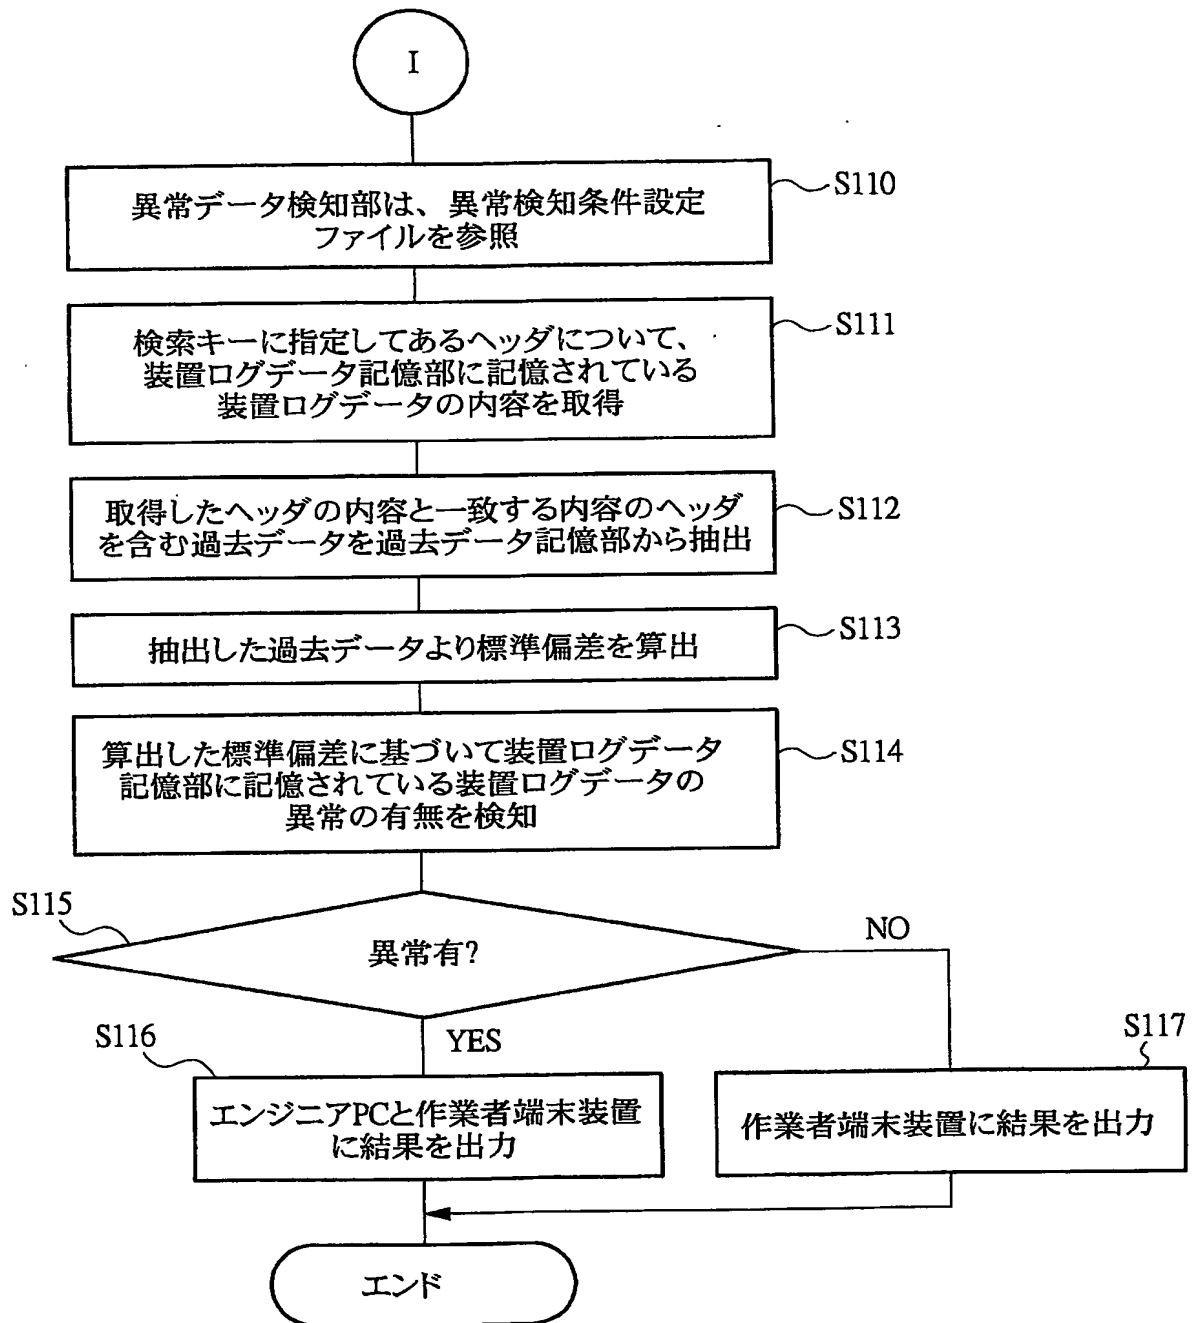 I
異常データ検知部は、異常検知条件設定
ファイルを参照
S110
検索キーに指定してあるヘッダについて、
装置ログデータ記憶部に記憶されている
装置ログデータの内容を取得
S111
取得したヘッダの内容と一致する内容のヘッダ
を含む過去データを過去データ記憶部から抽出
S112
抽出した過去データより標準偏差を算出
S113
算出した標準偏差に基づいて装置ログデータ
記憶部に記憶されている装置ログデータの
異常の有無を検知
S114
S115
異常有?
NO
YES
S116
エンジニアPCと作業者端末装置
に結果を出力
S117
作業者端末装置に結果を出力
エンド